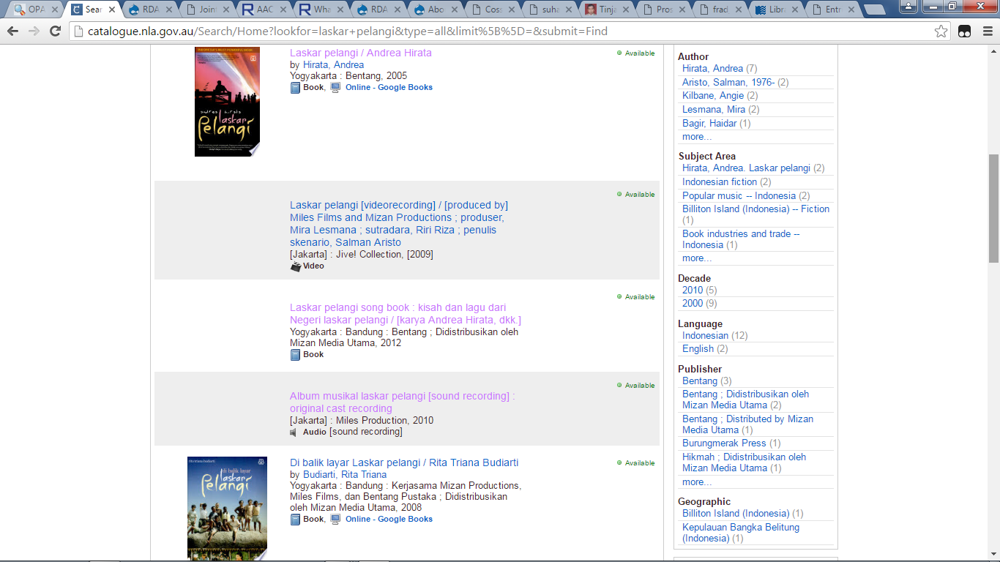 OPA
Sear
RDA
Joint
AAC
Wha
RDA
Abo
Coss
suha
Tinja
Pros
frad
Libra
Entri
catalogue.nla.gov.au/Search/Home?lookfor=laskar+pelangi&type=all&limit%5B%5D=&submit=Find
Laskar pelangi / Andrea Hirata
by Hirata, Andrea
Yogyakarta : Bentang, 2005
Book, Online - Google Books
Available
andrea hirata
laskar
pelangi
Laskar pelangi [videorecording] / [produced by]
Miles Films and Mizan Productions ; produser,
Mira Lesmana ; sutradara, Riri Riza ; penulis
skenario, Salman Aristo
[Jakarta] : Jive! Collection, [2009]
Video
Available
Laskar pelangi song book : kisah dan lagu dari
Negeri laskar pelangi / [karya Andrea Hirata, dkk.]
Yogyakarta : Bandung : Bentang ; Didistribusikan oleh
Mizan Media Utama, 2012
Book
Available
Album musikal laskar pelangi [sound recording] :
original cast recording
[Jakarta] : Miles Production, 2010
Audio [sound recording]
Available
rita triana budiarti
di balik layar
laskar
pelangi
Di balik layar Laskar pelangi / Rita Triana Budiarti
by Budiarti, Rita Triana
Yogyakarta : Bandung : Kerjasama Mizan Productions,
Miles Films, dan Bentang Pustaka ; Didistribusikan
oleh Mizan Media Utama, 2008
Book, Online - Google Books
Available
Author
Hirata, Andrea (7)
Aristo, Salman, 1976- (2)
Kilbane, Angie (2)
Lesmana, Mira (2)
Bagir, Haidar (1)
more...
Subject Area
Hirata, Andrea. Laskar pelangi (2)
Indonesian fiction (2)
Popular music -- Indonesia (2)
Billiton Island (Indonesia) -- Fiction
(1)
Book industries and trade --
Indonesia (1)
more...
Decade
2010 (5)
2000 (9)
Language
Indonesian (12)
English (2)
Publisher
Bentang (3)
Bentang ; Didistribusikan oleh
Mizan Media Utama (2)
Bentang ; Distributed by Mizan
Media Utama (1)
Burungmerak Press (1)
Hikmah ; Didistribusikan oleh
Mizan Media Utama (1)
more...
Geographic
Billiton Island (Indonesia) (1)
Kepulauan Bangka Belitung
(Indonesia) (1)